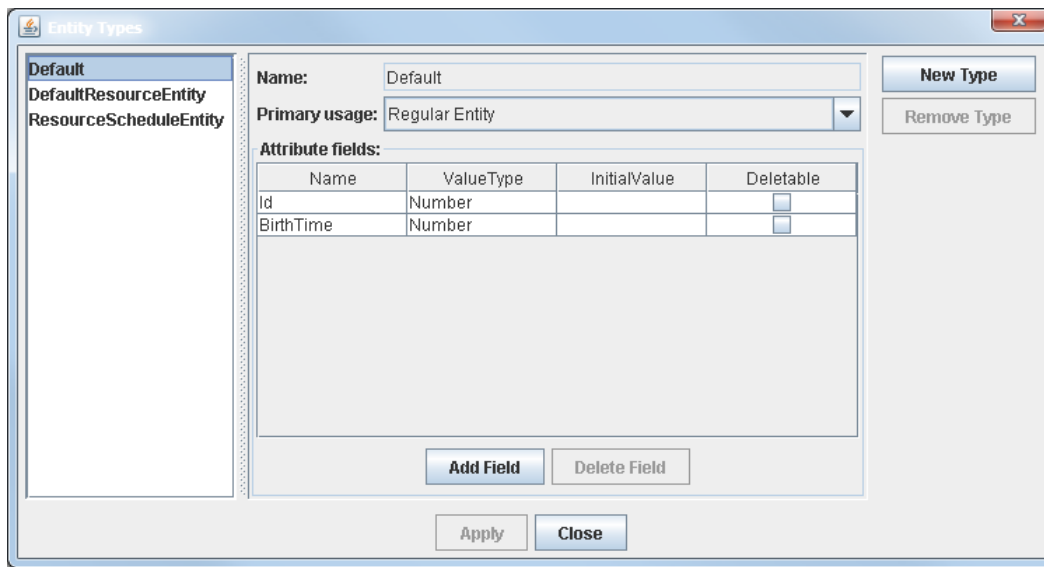 Entity Types
Default
DefaultResourceEntity
ResourceScheduleEntity
Name: Default
Primary usage: Regular Entity
Attribute fields:
Name ValueType InitialValue Deletable
Id Number
BirthTime Number
Add Field Delete Field
New Type
Remove Type
Apply Close